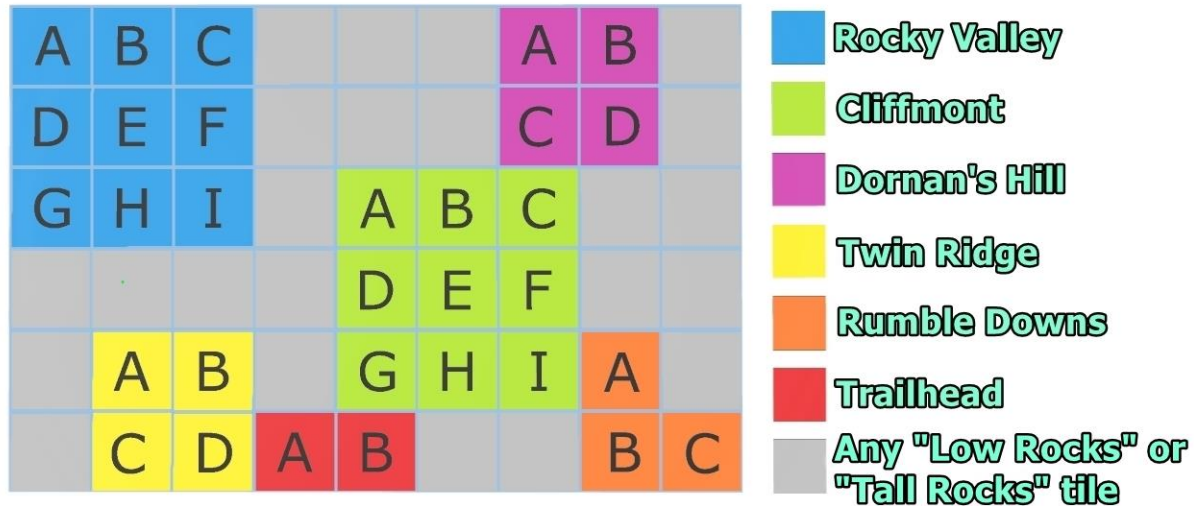 A B C A B
D E F C D
G H I A B C
D E F
A B G H I A
C D A B B C
Rocky Valley
Cliffmont
Dornan's Hill
Twin Ridge
Rumble Downs
Trailhead
Any "Low Rocks" or
"Tall Rocks" tile